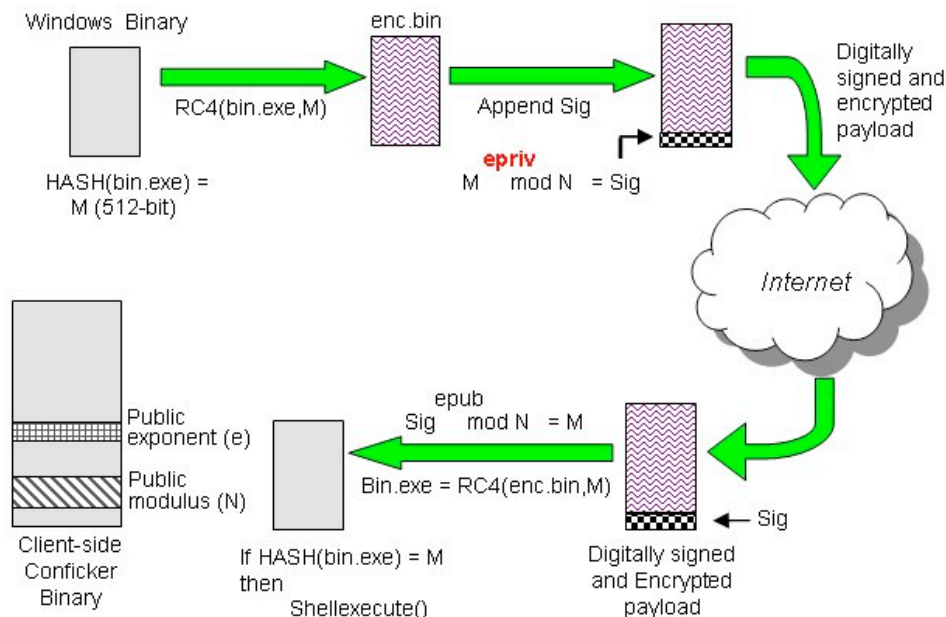 Windows Binary
enc.bin
RC4(bin.exe,M)
Append Sig
Digitally
signed and
encrypted
payload
HASH(bin.exe) =
M (512-bit)
epriv
M mod N = Sig
Internet
Public
exponent (e)
Public
modulus (N)
Client-side
Conficker
Binary
epub
Sig mod N = M
Bin.exe = RC4(enc.bin,M)
If HASH(bin.exe) = M
then
Shellexecute()
Sig
Digitally signed
and Encrypted
payload